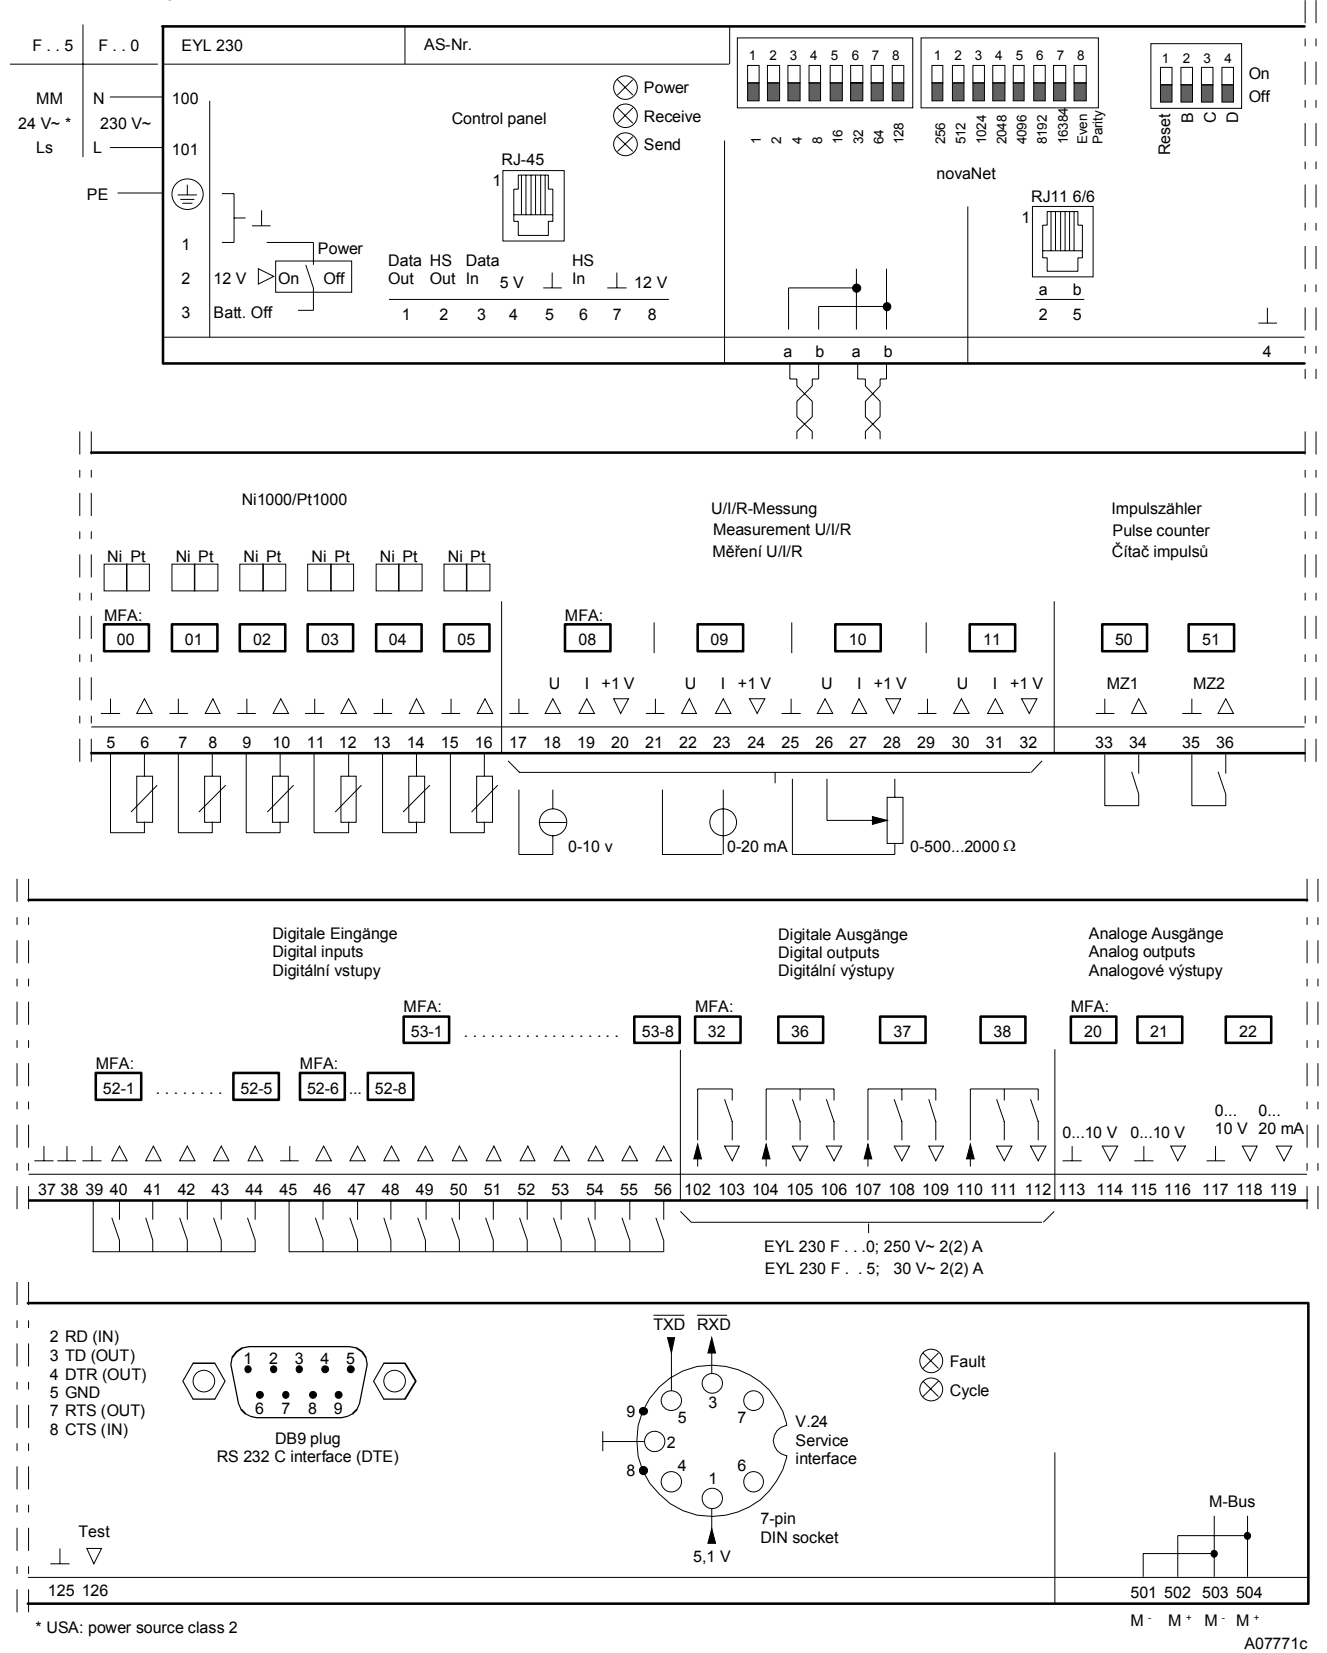 F . . 5 F . . 0 EYL 230 AS-Nr.
1 2 3 4 5 6 7 8 1 2 3 4 5 6 7 8 1 2 3 4
On
Off
MM N 100
24 V~ * 230 V~
Ls L 101
PE
Control panel
Power
Receive
Send
1 2 4 8 16 32 64 128
256 512 1024 2048 4096 8192 16384 Even Parity
Reset B C D
novaNet
RJ-45
1
RJ11 6/6
1
a b
2 5
1
Power
2 12 V On Off
3 Batt. Off
Data Out HS Out Data In 5 V HS In 12 V
1 2 3 4 5 6 7 8
a b a b
4
Ni1000/Pt1000
U/I/R-Messung
Measurement U/I/R
Měření U/I/R
Impulszähler
Pulse counter
Čítač impulsů
Ni Pt Ni Pt Ni Pt Ni Pt Ni Pt Ni Pt
MFA: MFA:
00 01 02 03 04 05 08 09 10 11 50 51
U I +1 V U I +1 V U I +1 V U I +1 V MZ1 MZ2
5 6 7 8 9 10 11 12 13 14 15 16 17 18 19 20 21 22 23 24 25 26 27 28 29 30 31 32 33 34 35 36
0-10 v 0-20 mA 0-500...2000 Ω
Digitale Eingänge
Digital inputs
Digitální vstupy
Digitale Ausgänge
Digital outputs
Digitální výstupy
Analoge Ausgänge
Analog outputs
Analogové výstupy
MFA: MFA: MFA:
53-1 . . . . . . . . . . . . . . . . . . 53-8 32 36 37 38 20 21 22
MFA: MFA:
52-1 . . . . . . . . 52-5 52-6 ... 52-8
0...10 V 0...10 V 0... 10 V 0... 20 mA
37 38 39 40 41 42 43 44 45 46 47 48 49 50 51 52 53 54 55 56 102 103 104 105 106 107 108 109 110 111 112 113 114 115 116 117 118 119
EYL 230 F . . .0; 250 V~ 2(2) A
EYL 230 F . . 5; 30 V~ 2(2) A
2 RD (IN)
3 TD (OUT)
4 DTR (OUT)
5 GND
7 RTS (OUT)
8 CTS (IN)
1 2 3 4 5
6 7 8 9
DB9 plug
RS 232 C interface (DTE)
TXD RXD
9 5 3 7
2
8 4 1 6
V.24
Service
interface
7-pin
DIN socket
5,1 V
Fault
Cycle
M-Bus
Test
125 126
501 502 503 504
M - M + M - M +
* USA: power source class 2
A07771c